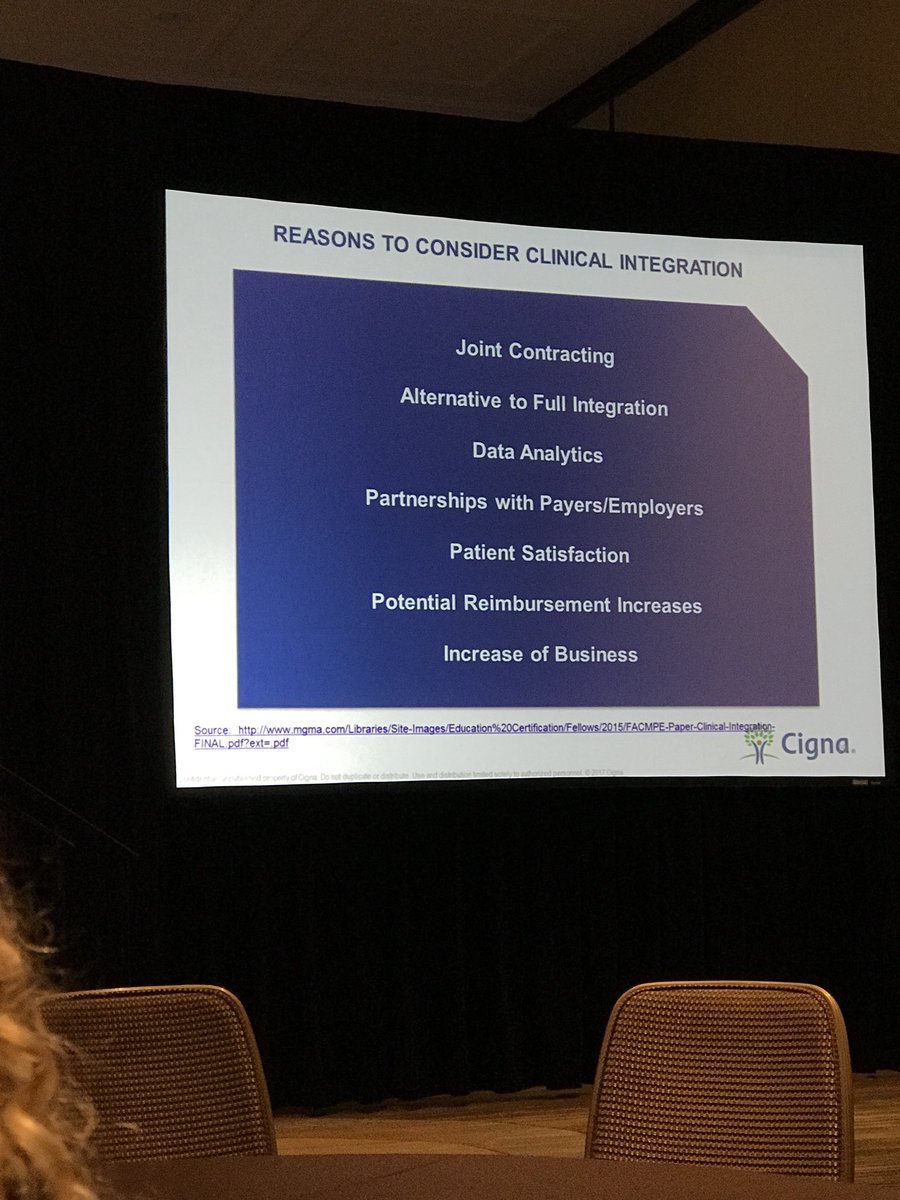 REASONS TO CONSIDER CLINICAL INTEGRATION
Joint Contracting
Alternative to Full Integration
Data Analytics
Partnerships with Payers/Employers
Patient Satisfaction
Potential Reimbursement Increases
Increase of Business
Source: http://www.mgma.com/Libraries/Site-Images/Education%20Certification/Fellows/2015/FACMPE-Paper-Clinical-Integration-
FINAL.pdf?ext=.pdf
Cigna®
property of Cigna. Do not duplicate or distribute. Use and distribution limited solely to authorized personnel. © 2017 Cigna